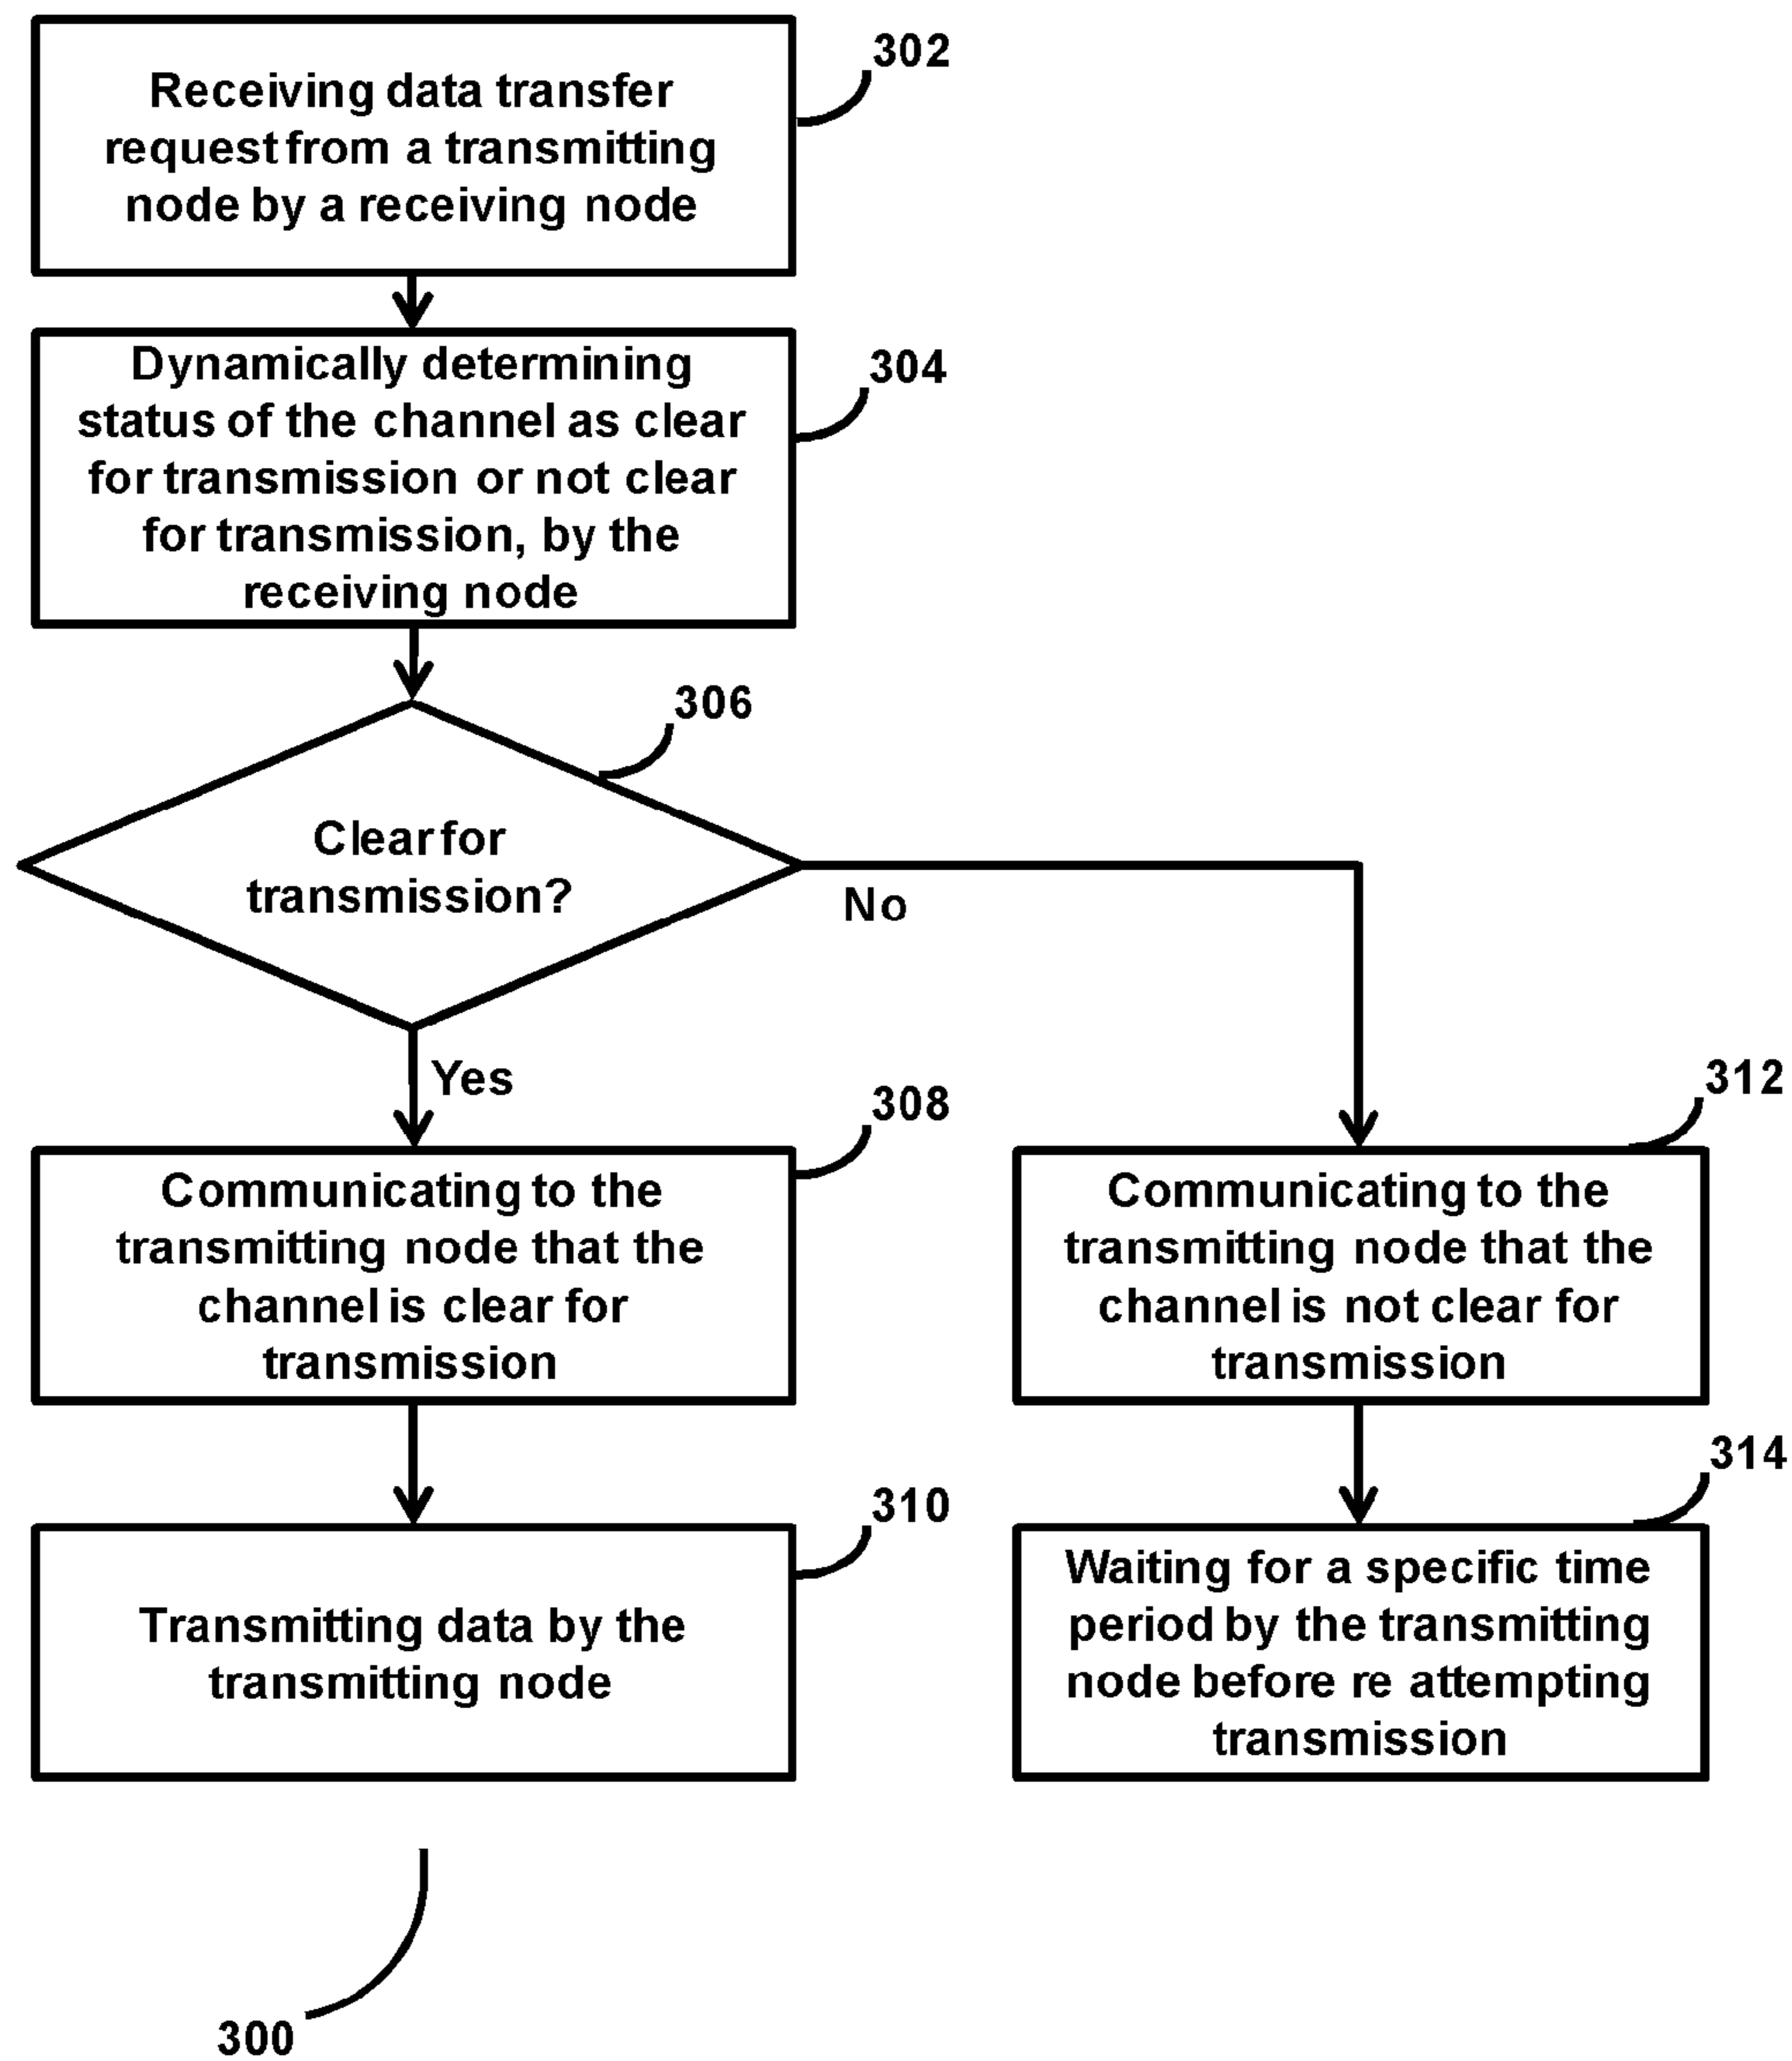 302
Receiving data transfer
request from a transmitting
node by a receiving node
304
Dynamically determining
status of the channel as clear
for transmission or not clear
for transmission, by the
receiving node
306
Clear for
transmission?
No
Yes
308
Communicating to the
transmitting node that the
channel is clear for
transmission
312
Communicating to the
transmitting node that the
channel is not clear for
transmission
310
Transmitting data by the
transmitting node
314
Waiting for a specific time
period by the transmitting
node before re attempting
transmission
300